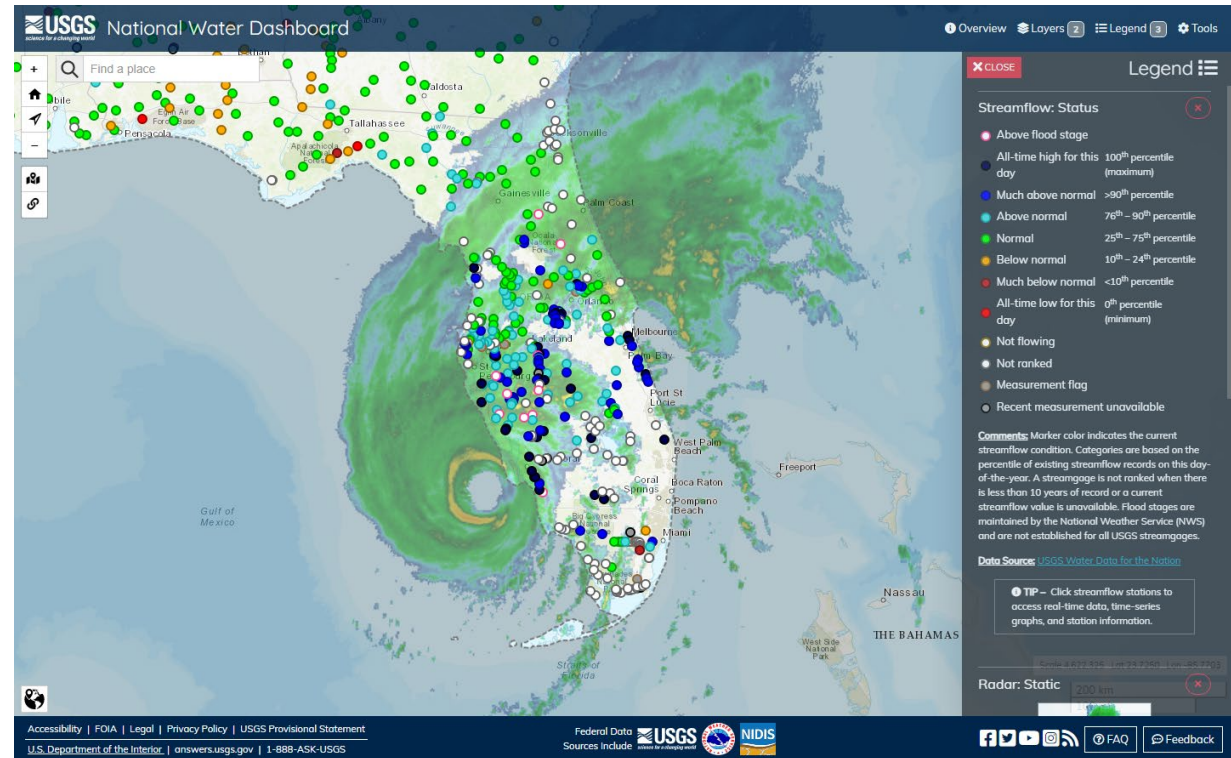 USGS
science for a changing world
National Water Dashboard
Overview
Layers 2
Legend 3
Tools
Find a place
Albany
Valdosta
Tallahassee
Pensacola
Gainesville
Palm Coast
Ocala
National
Forest
Orlando
Lakeland
Melbourne
Palm Bay
Port St
Lucie
West Palm
Beach
Freeport
Coral
Springs
Boca Raton
Pompano
Beach
Miami
Gulf of
Mexico
Nassau
THE BAHAMAS
West Side
National
Park
Straits of
Florida
CLOSE
Legend
Streamflow: Status
Above flood stage
All-time high for this day 100th percentile (maximum)
Much above normal >90th percentile
Above normal 76th – 90th percentile
Normal 25th – 75th percentile
Below normal 10th – 24th percentile
Much below normal <10th percentile
All-time low for this day 0th percentile (minimum)
Not flowing
Not ranked
Measurement flag
Recent measurement unavailable
Comments: Marker color indicates the current
streamflow condition. Categories are based on the
percentile of existing streamflow records on this day-
of-the-year. A streamgage is not ranked when there
is less than 10 years of record or a current
streamflow value is unavailable. Flood stages are
maintained by the National Weather Service (NWS)
and are not established for all USGS streamgages.
Data Source: USGS Water Data for the Nation
TIP – Click streamflow stations to
access real-time data, time-series
graphs, and station information.
Radar: Static
200 km
Accessibility | FOIA | Legal | Privacy Policy | USGS Provisional Statement
U.S. Department of the Interior | answers.usgs.gov | 1-888-ASK-USGS
Federal Data
Sources Include
USGS
science for a changing world
NIDIS
FAQ
Feedback